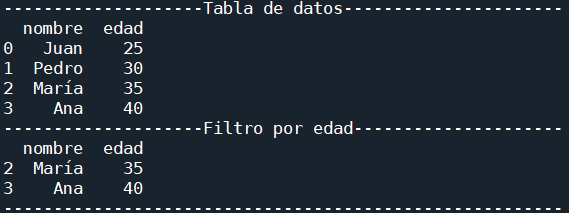 --------------------Tabla de datos----------------------
  nombre  edad
0   Juan    25
1  Pedro    30
2  María    35
3    Ana    40
--------------------Filtro por edad---------------------
  nombre  edad
2  María    35
3    Ana    40
--------------------------------------------------------